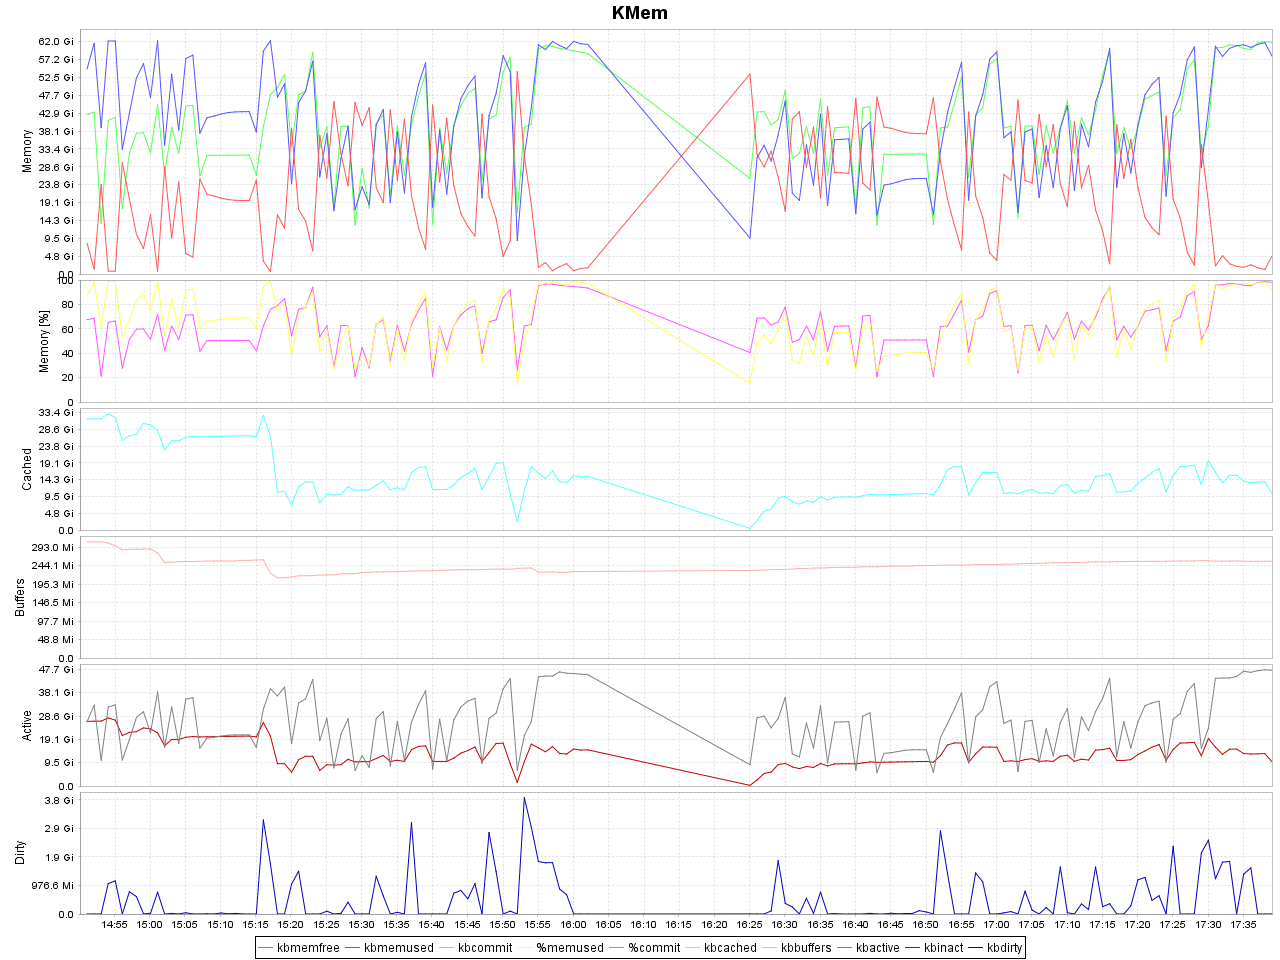 KMem
Memory
62.0 Gi
57.2 Gi
52.5 Gi
47.7 Gi
42.9 Gi
38.1 Gi
33.4 Gi
28.6 Gi
23.8 Gi
19.1 Gi
14.3 Gi
9.5 Gi
4.8 Gi
0.0
Memory [%]
100
80
60
40
20
0
Cached
33.4 Gi
28.6 Gi
23.8 Gi
19.1 Gi
14.3 Gi
9.5 Gi
4.8 Gi
0.0
Buffers
293.0 Mi
244.1 Mi
195.3 Mi
146.5 Mi
97.7 Mi
48.8 Mi
0.0
Active
47.7 Gi
38.1 Gi
28.6 Gi
19.1 Gi
9.5 Gi
0.0
Dirty
3.8 Gi
2.9 Gi
1.9 Gi
976.6 Mi
0.0
14:55 15:00 15:05 15:10 15:15 15:20 15:25 15:30 15:35 15:40 15:45 15:50 15:55 16:00 16:05 16:10 16:15 16:20 16:25 16:30 16:35 16:40 16:45 16:50 16:55 17:00 17:05 17:10 17:15 17:20 17:25 17:30 17:35
kbmemfree kbmemused kbcommit %memused %commit kbcached kbbuffers kbactive kbinact kbdirty